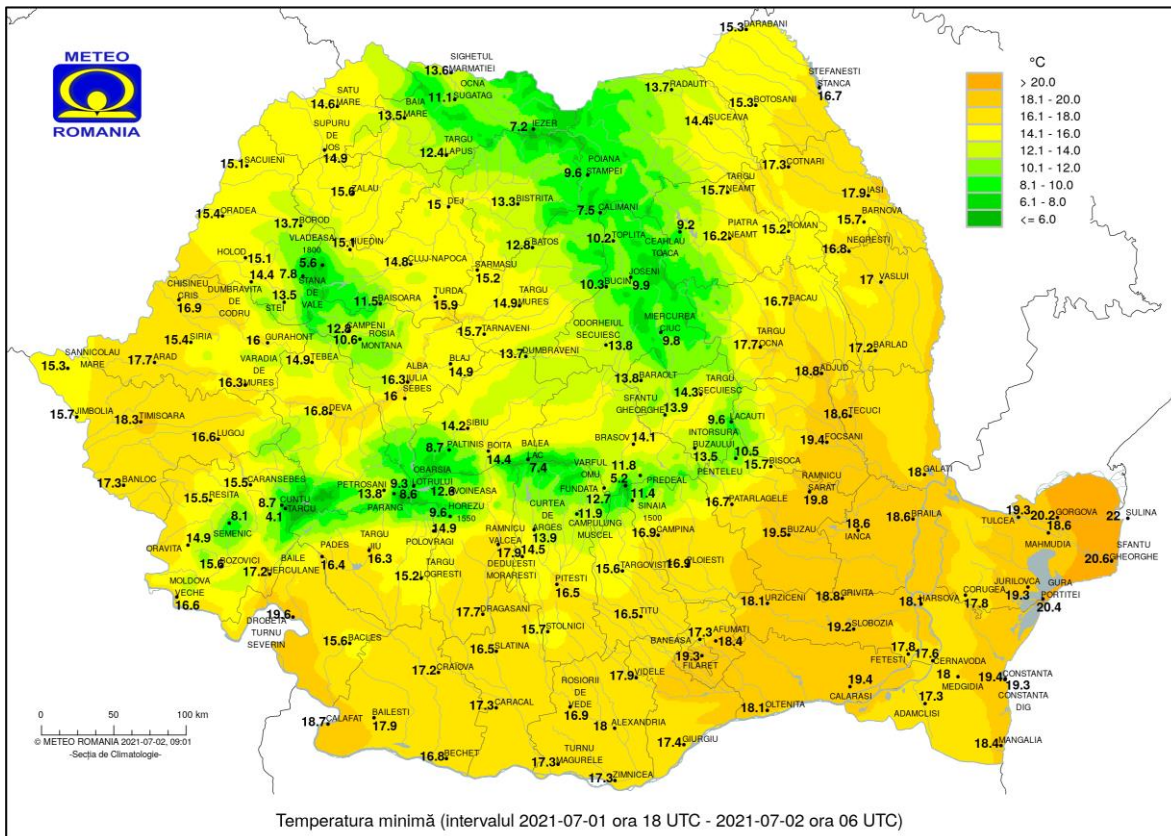 METEO
ROMANIA
°C
> 20.0
18.1 - 20.0
16.1 - 18.0
14.1 - 16.0
12.1 - 14.0
10.1 - 12.0
8.1 - 10.0
6.1 - 8.0
<= 6.0
15.3 DARABANI
SIGHETUL
MARMATIEI
13.6
OCNA
SUGATAG
11.1
13.7 RADAUTI
STEFANESTI
STANCA
16.7
SATU
MARE
14.6
BAIA
MARE
13.5
15.3 BOTOSANI
14.4 SUCEAVA
7.2 IEZER
SUPURU
DE
JOS
14.9
TARGU
LAPUS
12.4
POIANA
STAMPEI
9.6
17.3 COTNARI
15.1 SACUIENI
15.6 ZALAU
15 DEJ
13.3 BISTRITA
7.5 CALIMANI
TARGU
NEAMT
15.7
17.9 IASI
15.4 ORADEA
13.7 BOROD
BARNOVA
15.7
9.2
CEAHLAU
TOACA
PIATRA
NEAMT
16.2
15.2 ROMAN
VLADEASA
1800
5.6
15.1 HUEDIN
12.8 BATOS
10.2 TOPLITA
16.8 NEGRESTI
HOLOD
15.1
14.8 CLUJ-NAPOCA
SARMASU
15.2
7.8
STANA
DE
VALE
14.4
DUMBRAVITA
DE
CODRU
JOSENI
9.9
10.3 BUCIN
17 VASLUI
CHISINEU
CRIS
16.9
13.5
STEI
11.5 BAISOARA
TURDA
15.9
TARGU
MURES
14.9
16.7 BACAU
MIERCUREA
CIUC
9.8
12.8 CAMPENI
10.6 ROSIA
MONTANA
15.4 SIRIA
16 GURAHONT
15.7 TARNAVENI
ODORHEIUL
SECUIESC
13.8
TARGU
OCNA
17.7
17.2 BARLAD
SANNICOLAU
MARE
15.3
17.7 ARAD
VARADIA
DE
MURES
16.3
14.9 TEBEA
BLAJ
14.9
13.7 DUMBRAVENI
18.8 ADJUD
ALBA
IULIA
16.3
SEBES
16
13.8 BARAOLT
TARGU
SECUIESC
14.3
15.7 JIMBOLIA
18.3 TIMISOARA
16.8 DEVA
SFANTU
GHEORGHE
13.9
9.6 LACAUTI
18.6 TECUCI
16.6 LUGOJ
14.2 SIBIU
BRASOV
14.1
19.4 FOCSANI
8.7 PALTINIS
BOITA
14.4
BALEA
LAC
7.4
INTORSURA
BUZAULUI
13.5
10.5
PENTELEU
15.7 BISOCA
17.3 BANLOC
15.5 CARANSEBES
PETROSANI
13.8
9.3 OBARSIA
LOTRULUI
8.6
PARANG
12.6 VOINEASA
VARFUL
OMU
5.2
11.8
PREDEAL
RAMNICU
SARAT
19.8
18 GALATI
15.5 RESITA
8.7 CUNTU
TARCU
4.1
9.6 HOREZU
1550
FUNDATA
12.7
11.4
SINAIA
1500
16.7 PATARLAGELE
8.1
SEMENIC
14.9
POLOVRAGI
CURTEA
DE
ARGES
13.9
11.9
CAMPULUNG
MUSCEL
16.9 CAMPINA
19.5 BUZAU
18.6
IANCA
18.6 BRAILA
19.3
TULCEA
20.2 GORGOVA
18.6
MAHMUDIA
22 SULINA
14.9
ORAVITA
BAILE
HERCULANE
17.2
PADES
16.4
TARGU
JIU
16.3
RAMNICU
VALCEA
17.9
14.5
DEDULESTI
MORARESTI
15.6 BOZOVICI
SFANTU
GHEORGHE
20.6
MOLDOVA
VECHE
16.6
TARGU
LOGRESTI
15.2
PITESTI
16.5
15.6 TARGOVISTE
16.9 PLOIESTI
JURILOVCA
19.3
GURA
PORTITEI
20.4
CORUGEA
17.8
19.6
DROBETA
TURNU
SEVERIN
17.7 DRAGASANI
16.5 TITU
18.1 URZICENI
18.8 GRIVITA
18.1 HARSOVA
15.6 BACLES
15.7 STOLNICI
17.3 AFUMATI
18.4
BANEASA
19.3
FILARET
19.2 SLOBOZIA
17.8
FETESTI
17.6
CERNAVODA
16.5 SLATINA
17.2 CRAIOVA
17.9 VIDELE
19.4
CALARASI
18
MEDGIDIA
19.4 CONSTANTA
19.3
CONSTANTA
DIG
17.3 CARACAL
ROSIORII
DE
VEDE
16.9
18.1 OLTENITA
17.3
ADAMCLISI
18.7 CALAFAT
BAILESTI
17.9
18 ALEXANDRIA
17.4 GIURGIU
18.4 MANGALIA
16.8 BECHET
TURNU
MAGURELE
17.3
17.3 ZIMNICEA
0 50 100 km
© METEO ROMANIA 2021-07-02, 09:01
-Secția de Climatologie-
Temperatura minimă (intervalul 2021-07-01 ora 18 UTC - 2021-07-02 ora 06 UTC)